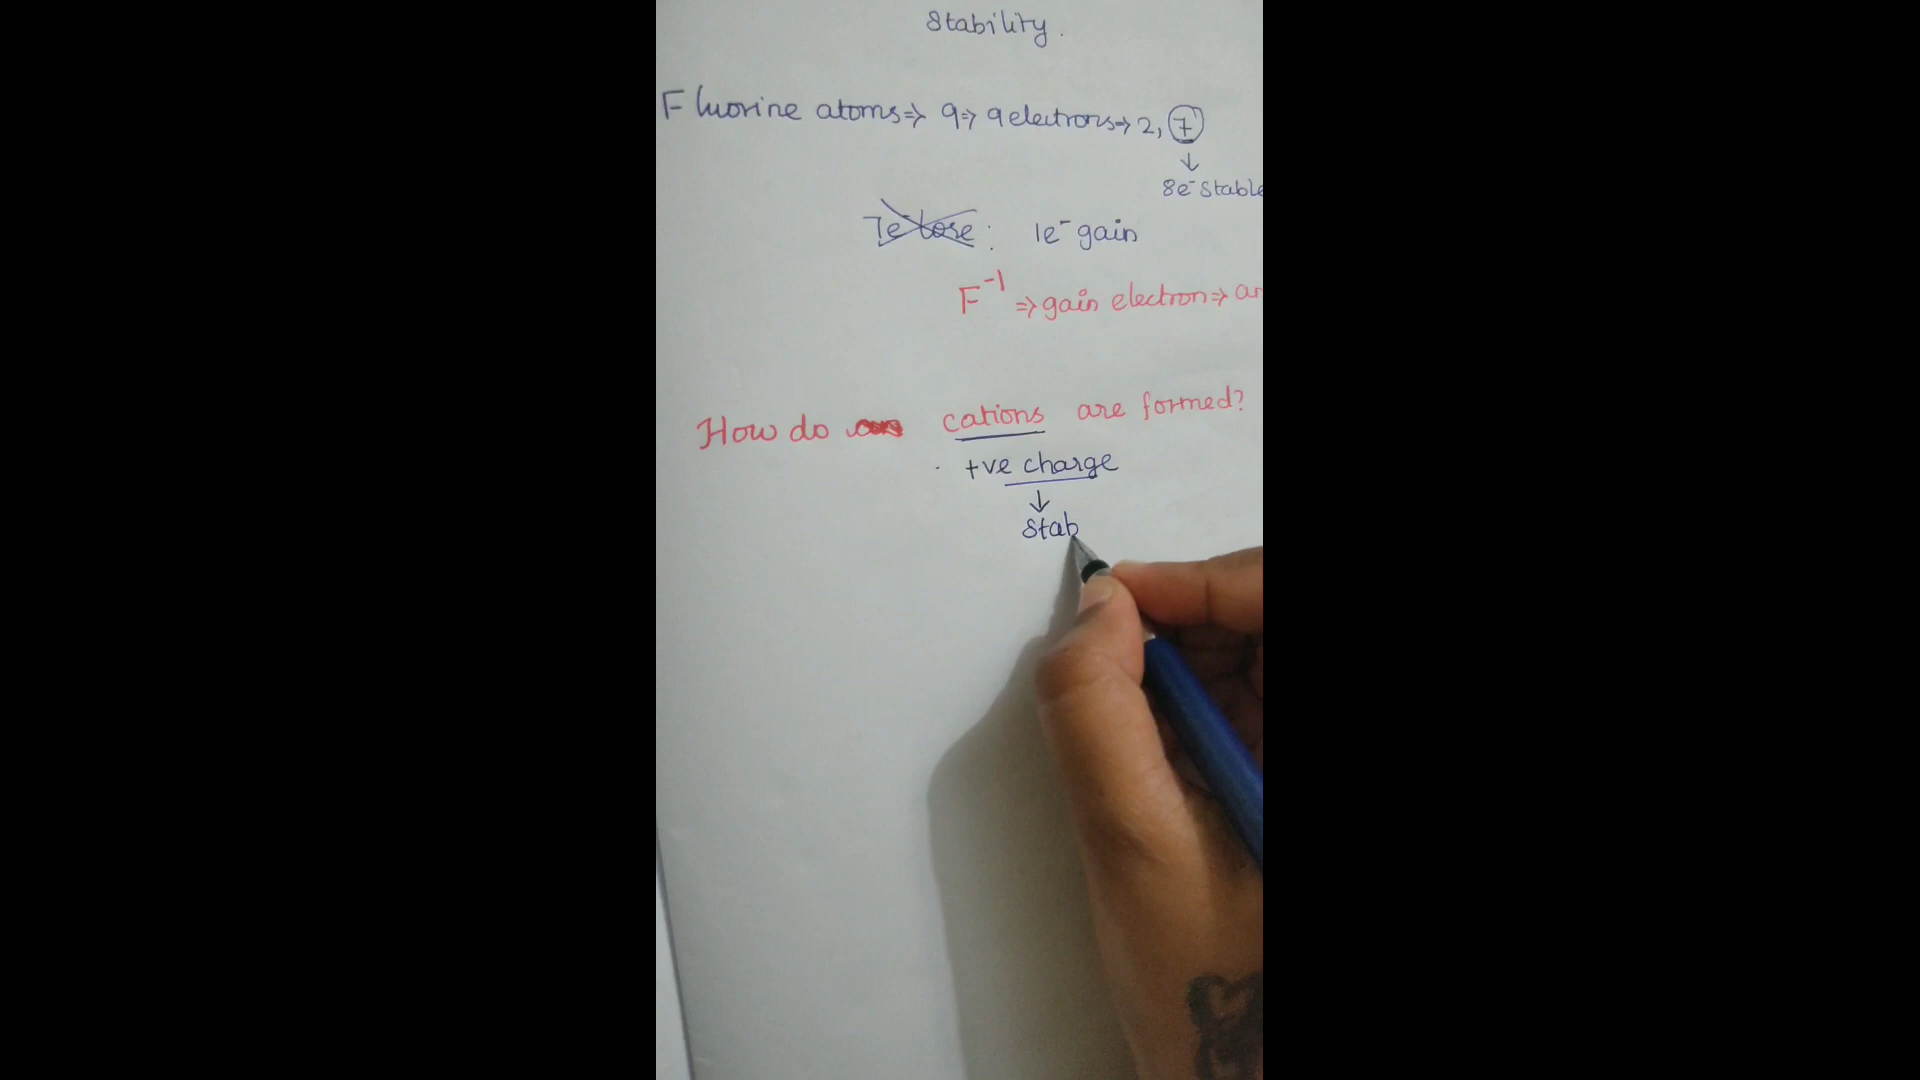 Stability.
Fluorine atoms ⇒ 9 ⇒ 9 electrons → 2, 7
↓
8e⁻ stable
7e⁻ lose : 1e⁻ gain
F⁻¹ ⇒ gain electron ⇒ an
How do cations are formed?
+ve charge
↓
Stab